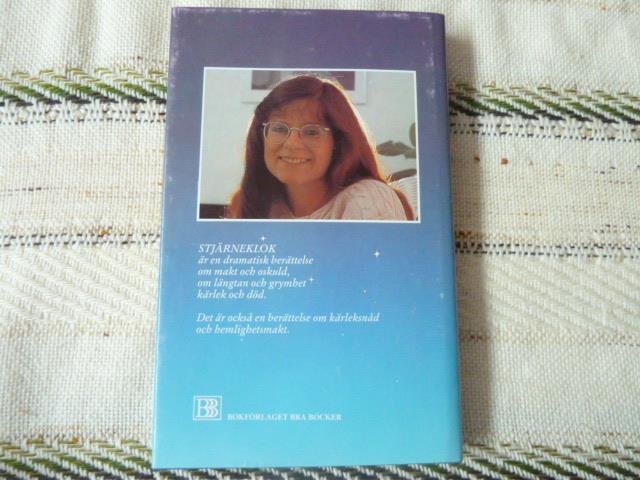 STJÄRNEKLOK
är en dramatisk berättelse
om makt och oskuld,
om längtan och grymhet
kärlek och död.
Det är också en berättelse om kärleksnåd
och hemlighetsmakt.
BBB
BOKFÖRLAGET BRA BÖCKER